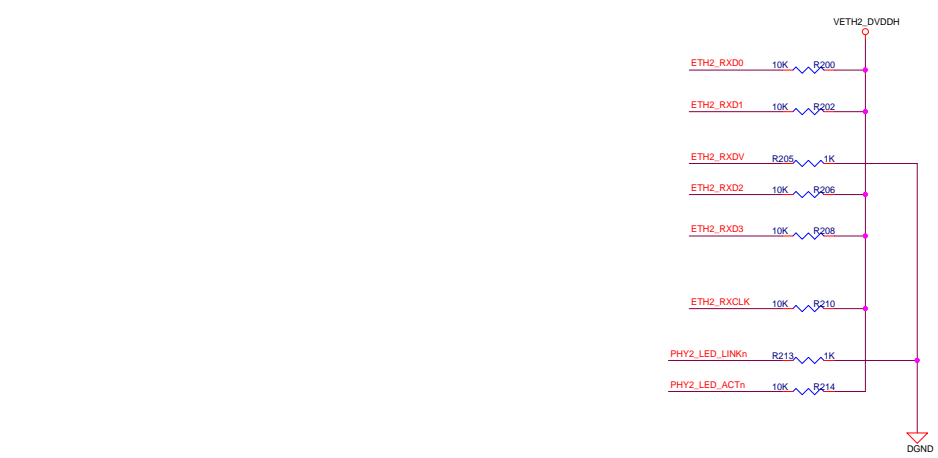 VETH2_DVDDH
ETH2_RXD0 10K R200
ETH2_RXD1 10K R202
ETH2_RXDV R205 1K
ETH2_RXD2 10K R206
ETH2_RXD3 10K R208
ETH2_RXCLK 10K R210
PHY2_LED_LINKn R213 1K
PHY2_LED_ACTn 10K R214
DGND